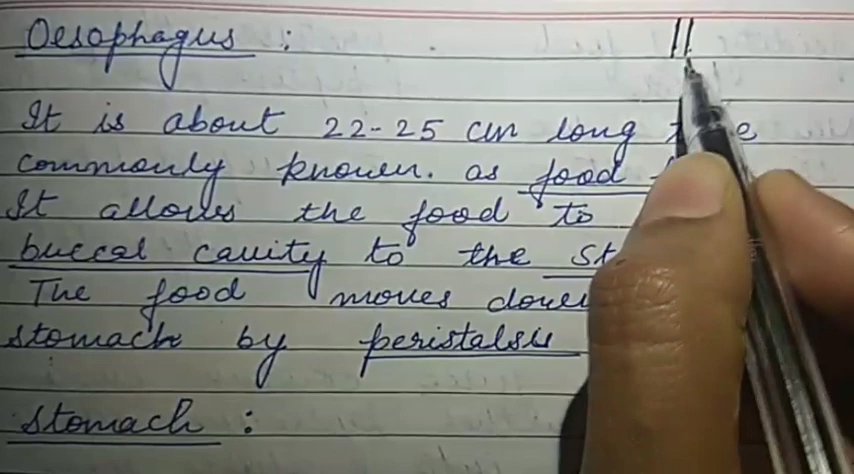 Oesophagus :
It is about 22-25 cm long
commonly known. as food
It allows the food to
buccal cavity to the
The food moves down
stomach by peristalsis
Stomach :